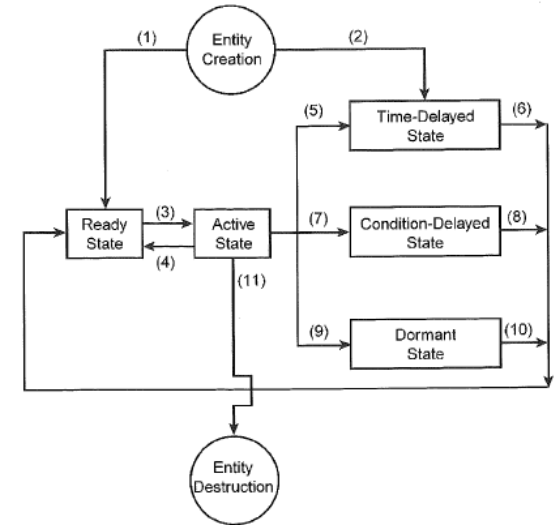 Entity
Creation
(1)
(2)
(5)
Time-Delayed
State
(6)
Ready
State
(3)
(4)
Active
State
(7)
Condition-Delayed
State
(8)
(11)
(9)
Dormant
State
(10)
Entity
Destruction